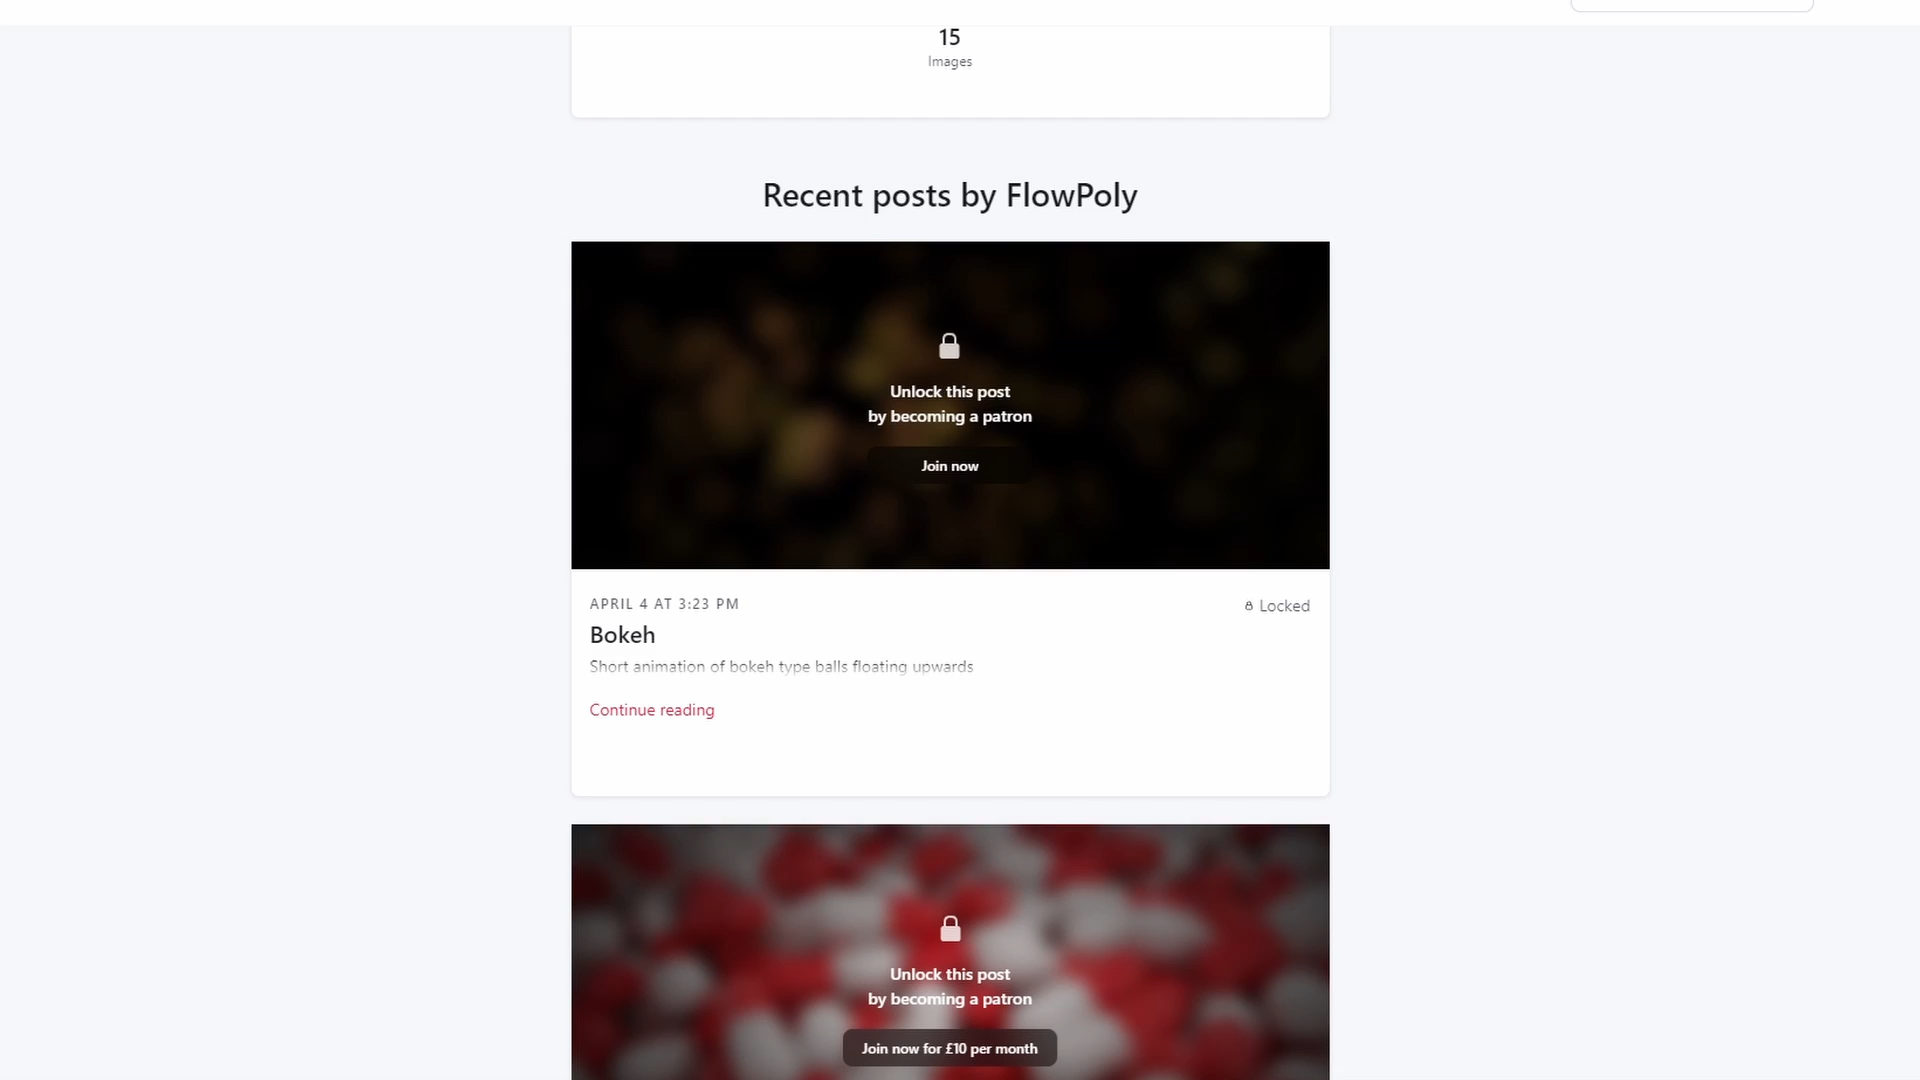 15
Images
Recent posts by FlowPoly
Unlock this post
by becoming a patron
Join now
APRIL 4 AT 3:23 PM
Locked
Bokeh
Short animation of bokeh type balls floating upwards
Continue reading
Unlock this post
by becoming a patron
Join now for £10 per month